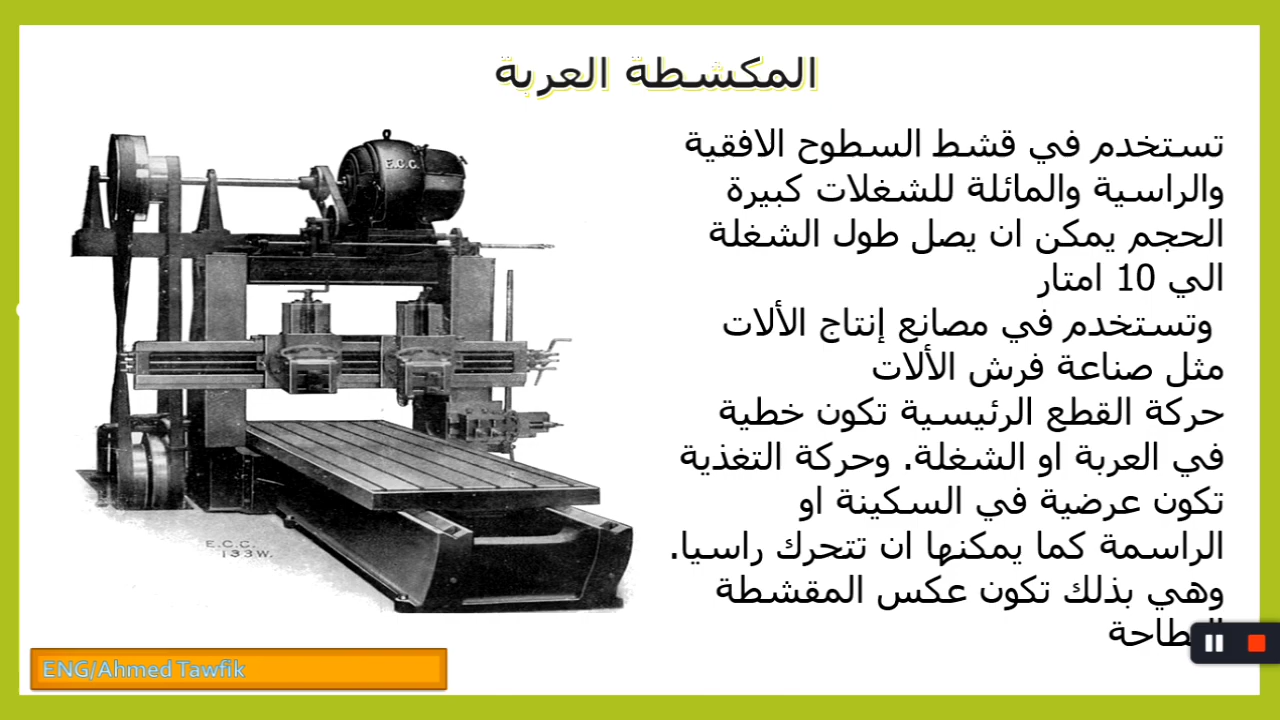 المكشطة العربة
تستخدم في قشط السطوح الافقية
والراسية والمائلة للشغلات كبيرة
الحجم يمكن ان يصل طول الشغلة
الي 10 امتار
وتستخدم في مصانع إنتاج الألات
مثل صناعة فرش الألات
حركة القطع الرئيسية تكون خطية
في العربة او الشغلة. وحركة التغذية
تكون عرضية في السكينة او
الراسمة كما يمكنها ان تتحرك راسيا.
وهي بذلك تكون عكس المقشطة
E.C.C.
E.C.C.
133W.
ENG/Ahmed Tawfik